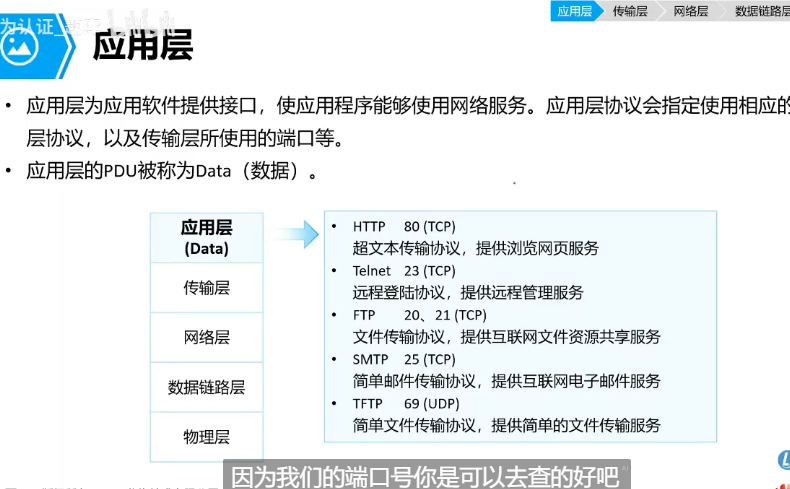 应用层 传输层 网络层 数据链路层
为认证_
应用层
• 应用层为应用软件提供接口，使应用程序能够使用网络服务。应用层协议会指定使用相应的
层协议，以及传输层所使用的端口等。
• 应用层的PDU被称为Data（数据）。
应用层
(Data)
传输层
网络层
数据链路层
物理层
• HTTP 80 (TCP)
超文本传输协议，提供浏览网页服务
• Telnet 23 (TCP)
远程登陆协议，提供远程管理服务
• FTP 20、21 (TCP)
文件传输协议，提供互联网文件资源共享服务
• SMTP 25 (TCP)
简单邮件传输协议，提供互联网电子邮件服务
• TFTP 69 (UDP)
简单文件传输协议，提供简单的文件传输服务
因为我们的端口号你是可以去查的好吧